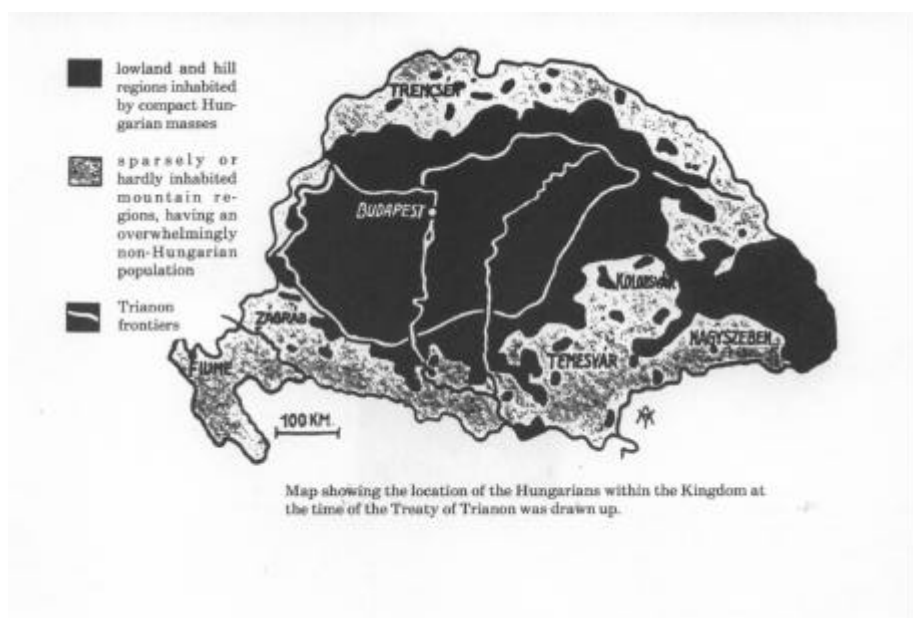 lowland and hill
regions inhabited
by compact Hun-
garian masses
sparsely or
hardly inhabited
mountain re-
gions, having an
overwhelmingly
non-Hungarian
population
Trianon
frontiers
TRENCSÉN
BUDAPEST
KOLOZSVÁR
ZÁGRÁB
NAGYSZEBEN
TEMESVÁR
FIUME
100 KM.
Map showing the location of the Hungarians within the Kingdom at
the time of the Treaty of Trianon was drawn up.